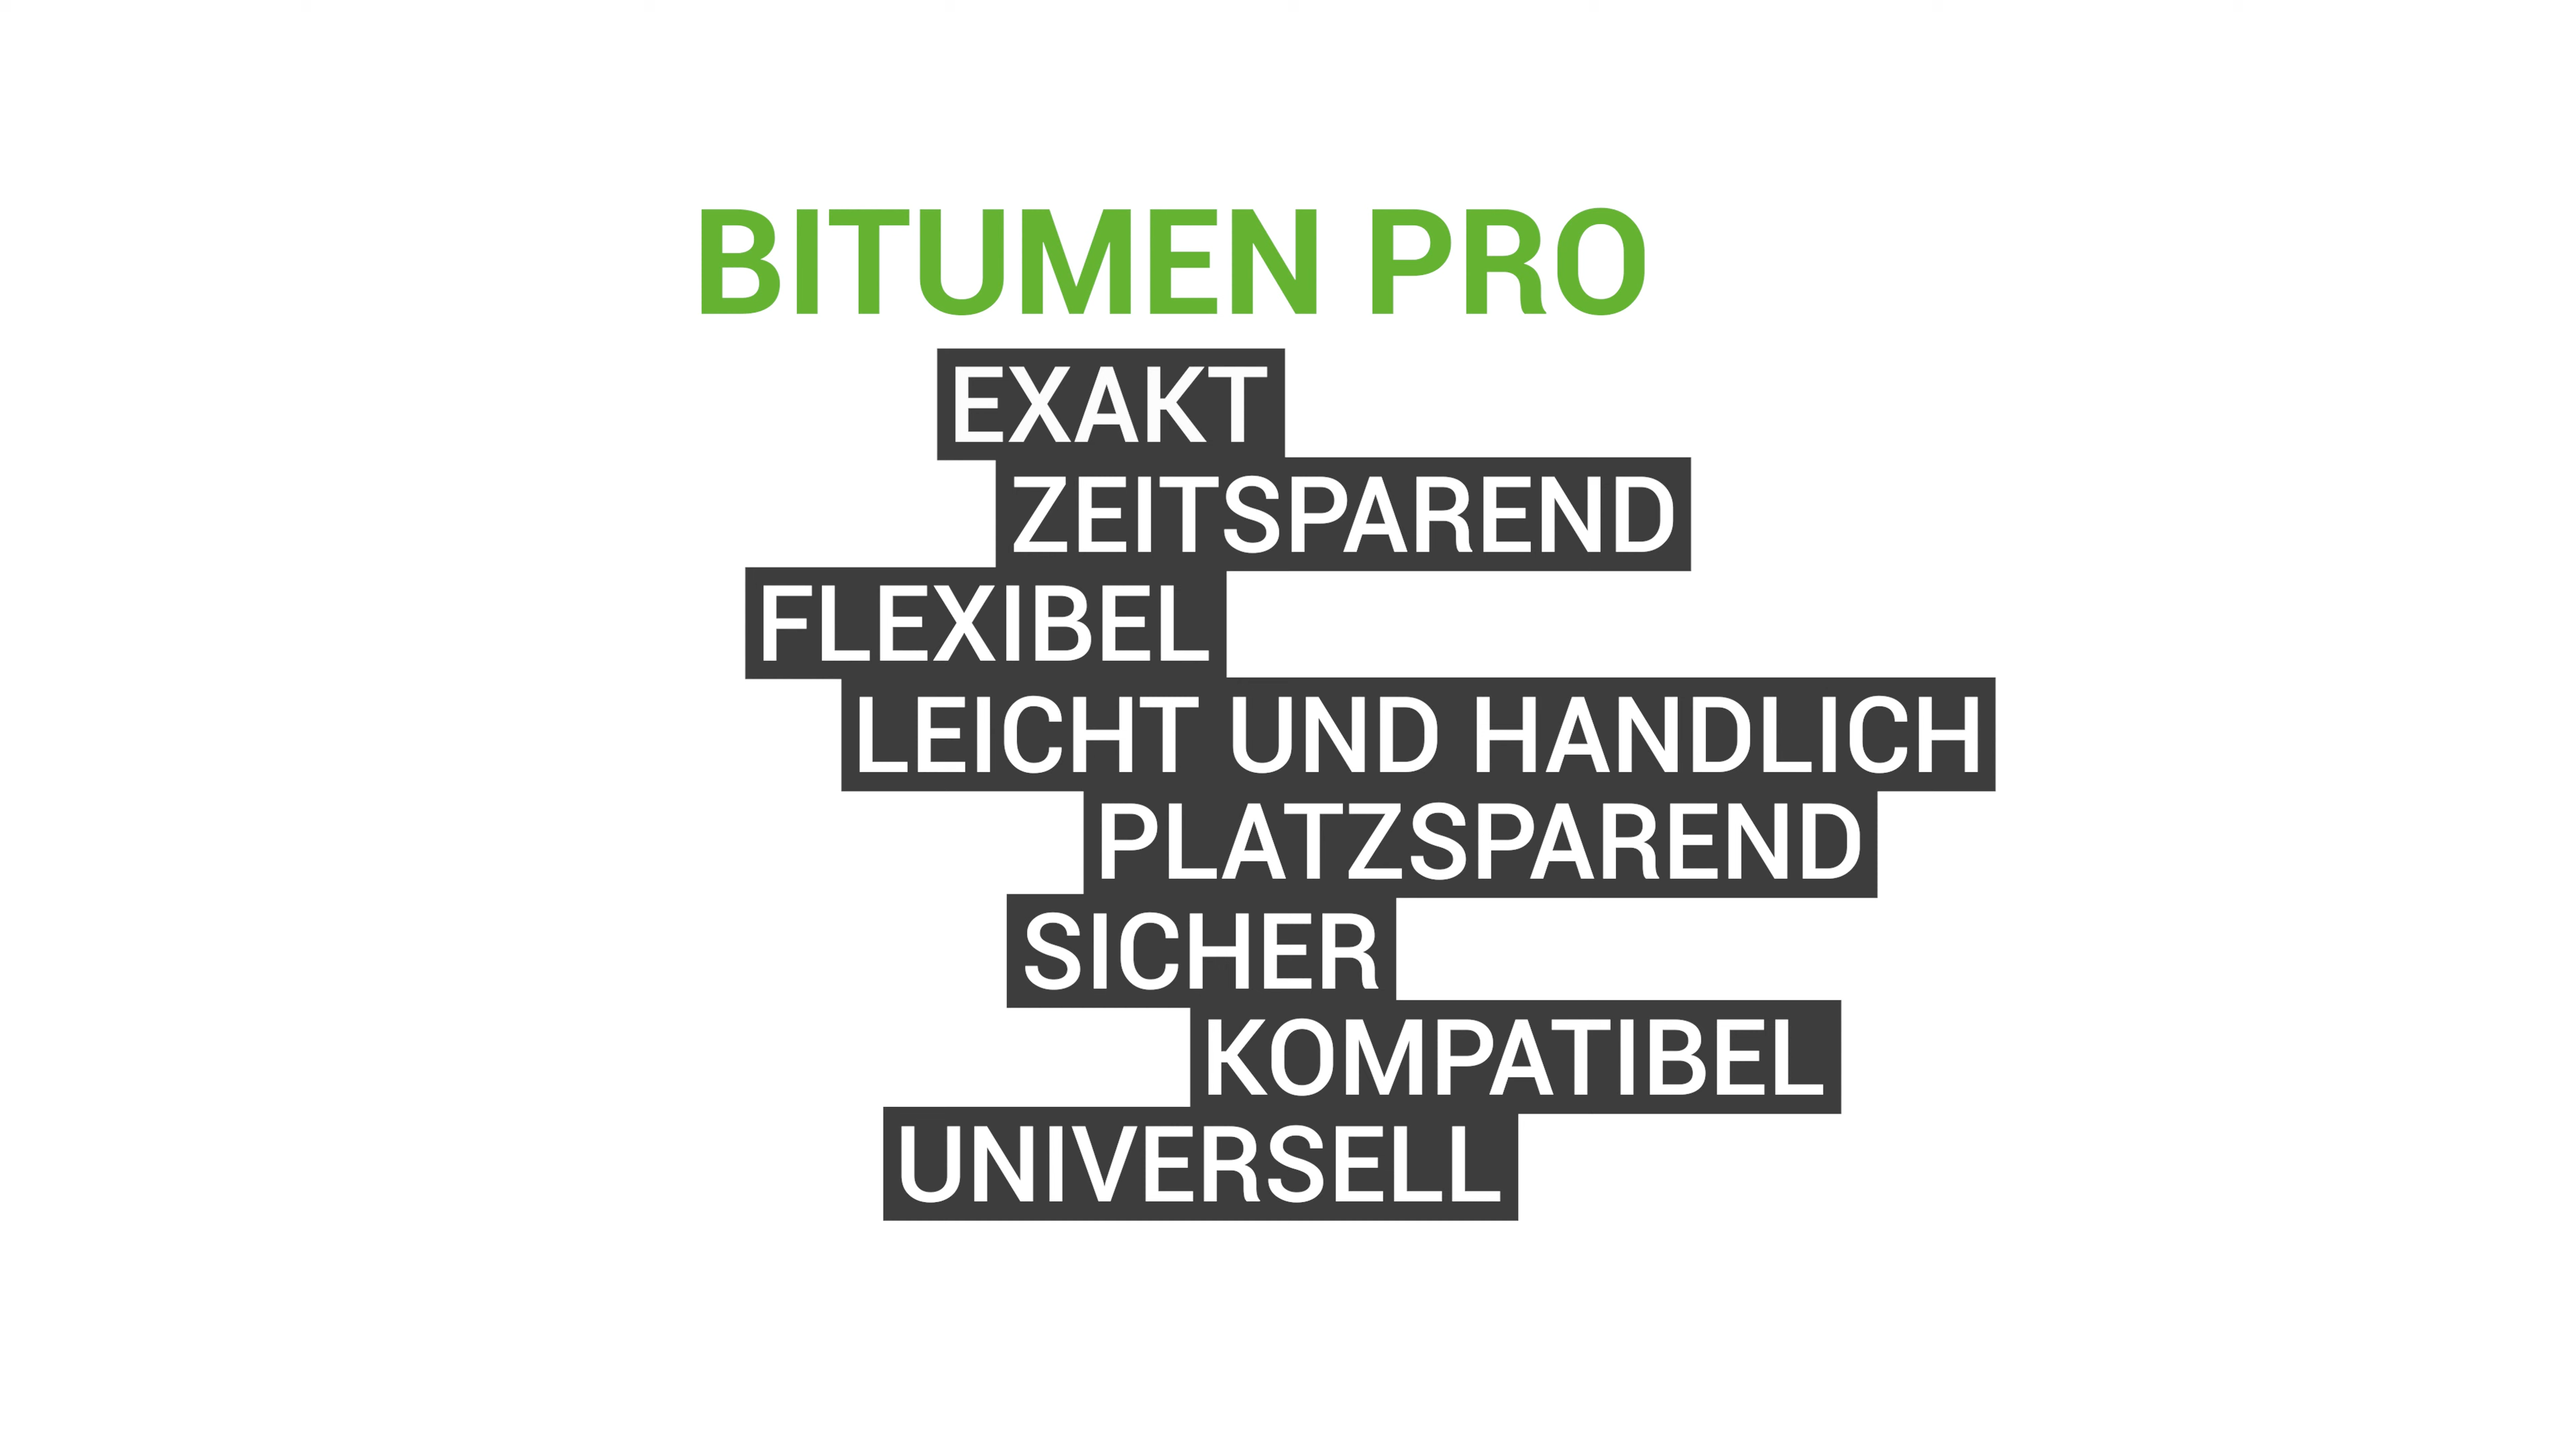 BITUMEN PRO
EXAKT
ZEITSPAREND
FLEXIBEL
LEICHT UND HANDLICH
PLATZSPAREND
SICHER
KOMPATIBEL
UNIVERSELL